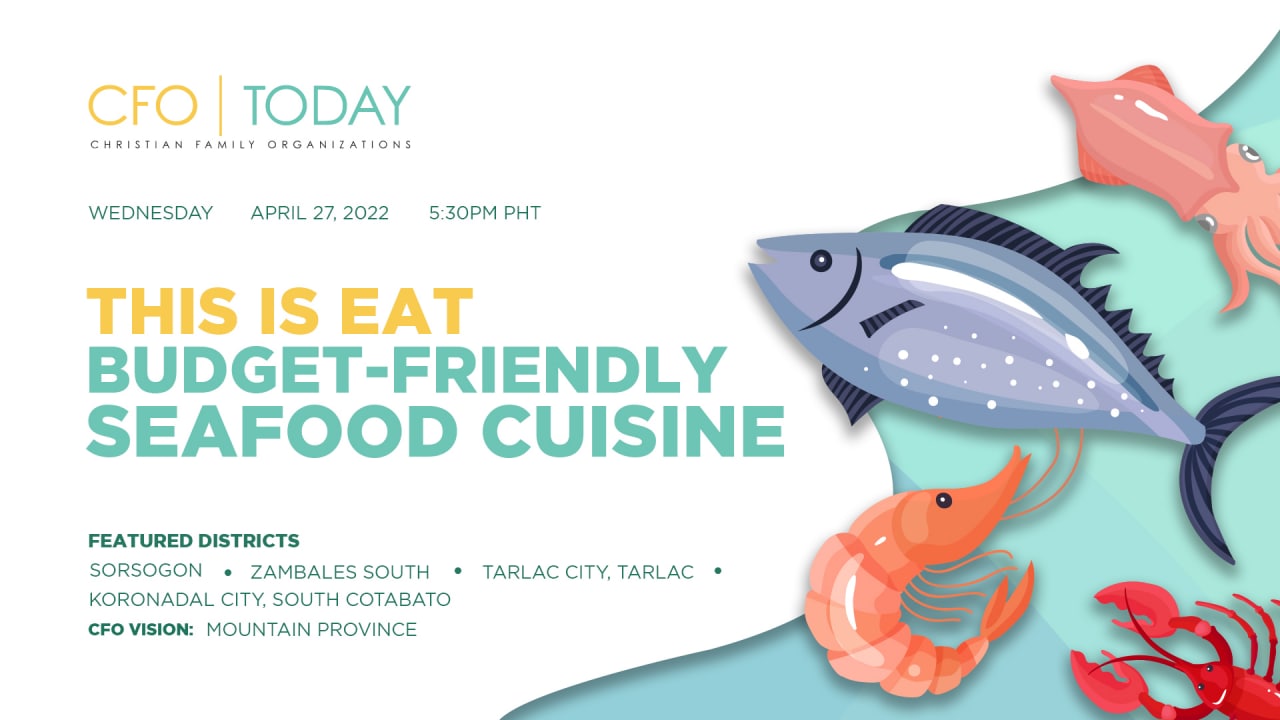 CFO | TODAY
CHRISTIAN FAMILY ORGANIZATIONS
WEDNESDAY APRIL 27, 2022 5:30PM PHT
THIS IS EAT
BUDGET-FRIENDLY
SEAFOOD CUISINE
FEATURED DISTRICTS
SORSOGON • ZAMBALES SOUTH • TARLAC CITY, TARLAC •
KORONADAL CITY, SOUTH COTABATO
CFO VISION: MOUNTAIN PROVINCE